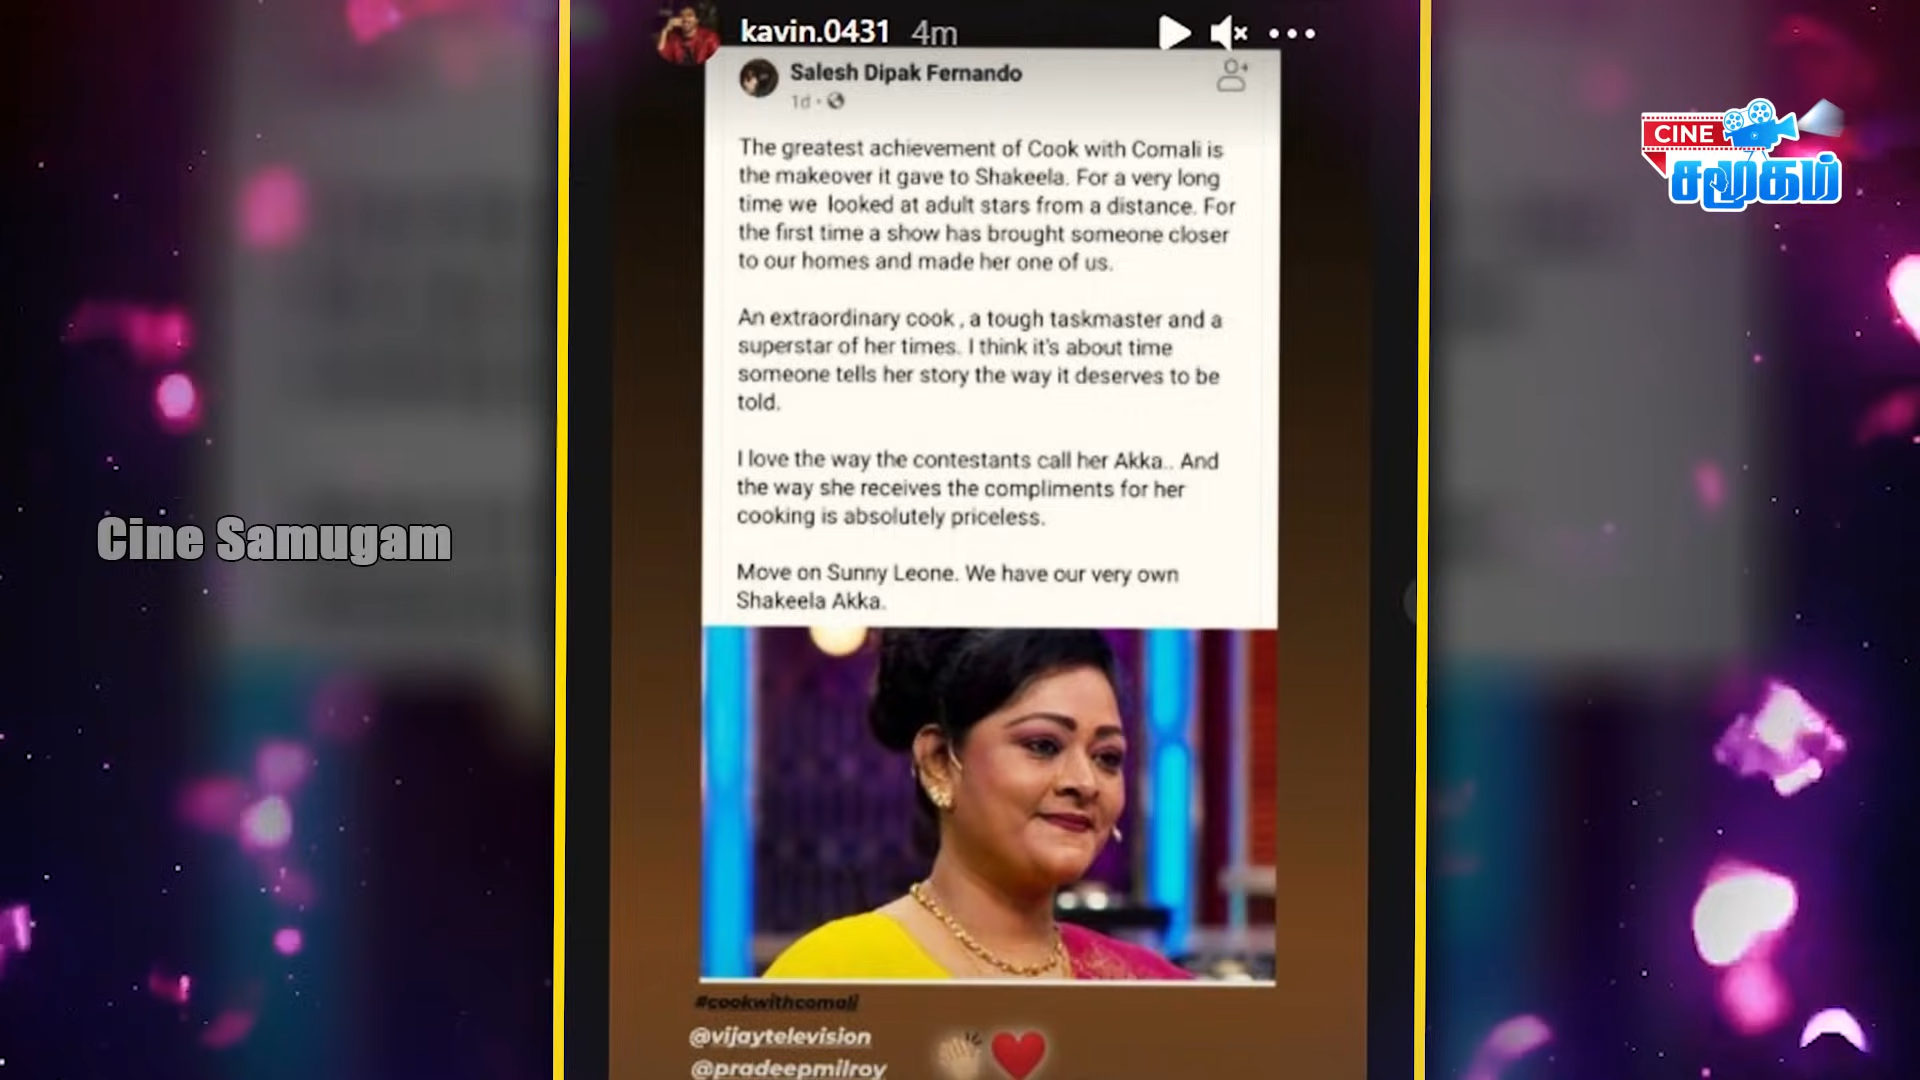 kavin.0431 4m
Salesh Dipak Fernando
1d
The greatest achievement of Cook with Comali is
the makeover it gave to Shakeela. For a very long
time we looked at adult stars from a distance. For
the first time a show has brought someone closer
to our homes and made her one of us.
An extraordinary cook , a tough taskmaster and a
superstar of her times. I think it's about time
someone tells her story the way it deserves to be
told.
I love the way the contestants call her Akka.. And
the way she receives the compliments for her
cooking is absolutely priceless.
Move on Sunny Leone. We have our very own
Shakeela Akka.
#cookwithcomali
@vijaytelevision
@pradeepmilroy
Cine Samugam
CINE
சமூகம்